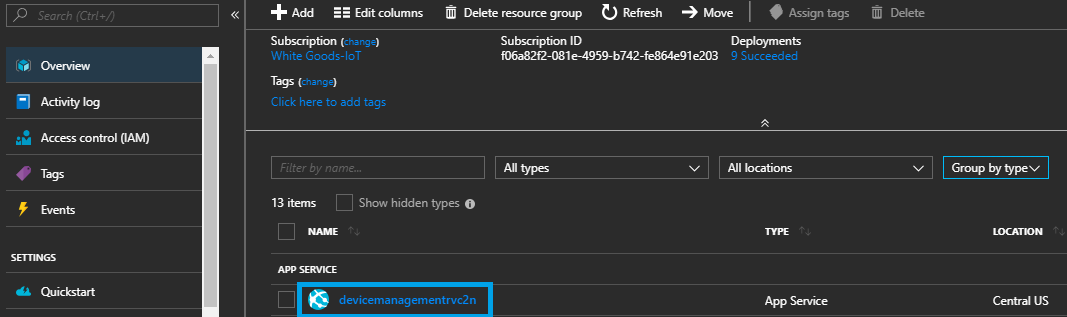 Search (Ctrl+/)
Overview
Activity log
Access control (IAM)
Tags
Events
SETTINGS
Quickstart
Add Edit columns Delete resource group Refresh Move Assign tags Delete
Subscription (change) Subscription ID Deployments
White Goods-IoT f06a82f2-081e-4959-b742-fe864e91e203 9 Succeeded
Tags (change)
Click here to add tags
Filter by name... All types All locations Group by type
13 items Show hidden types
NAME TYPE LOCATION
APP SERVICE
devicemanagementrvc2n App Service Central US